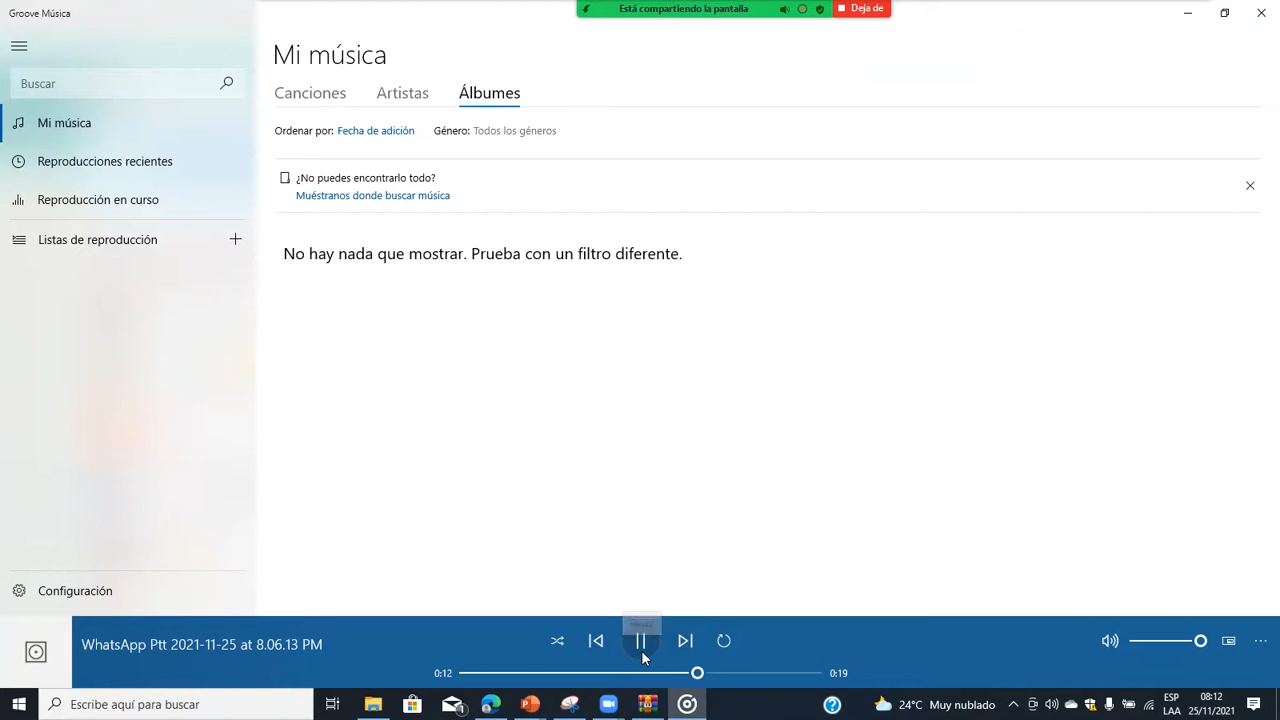 Groove Música
Está compartiendo la pantalla
Deja de
Mi música
Buscar
Canciones Artistas Álbumes
Mi música
Ordenar por: Fecha de adición Género: Todos los géneros
Reproducciones recientes
¿No puedes encontrarlo todo?
Muéstranos donde buscar música
Reproducción en curso
Listas de reproducción
No hay nada que mostrar. Prueba con un filtro diferente.
Configuración
WhatsApp Ptt 2021-11-25 at 8.06.13 PM
0:12 0:19
Escribe aquí para buscar
1
24°C Muy nublado
ESP
LAA
08:12
25/11/2021